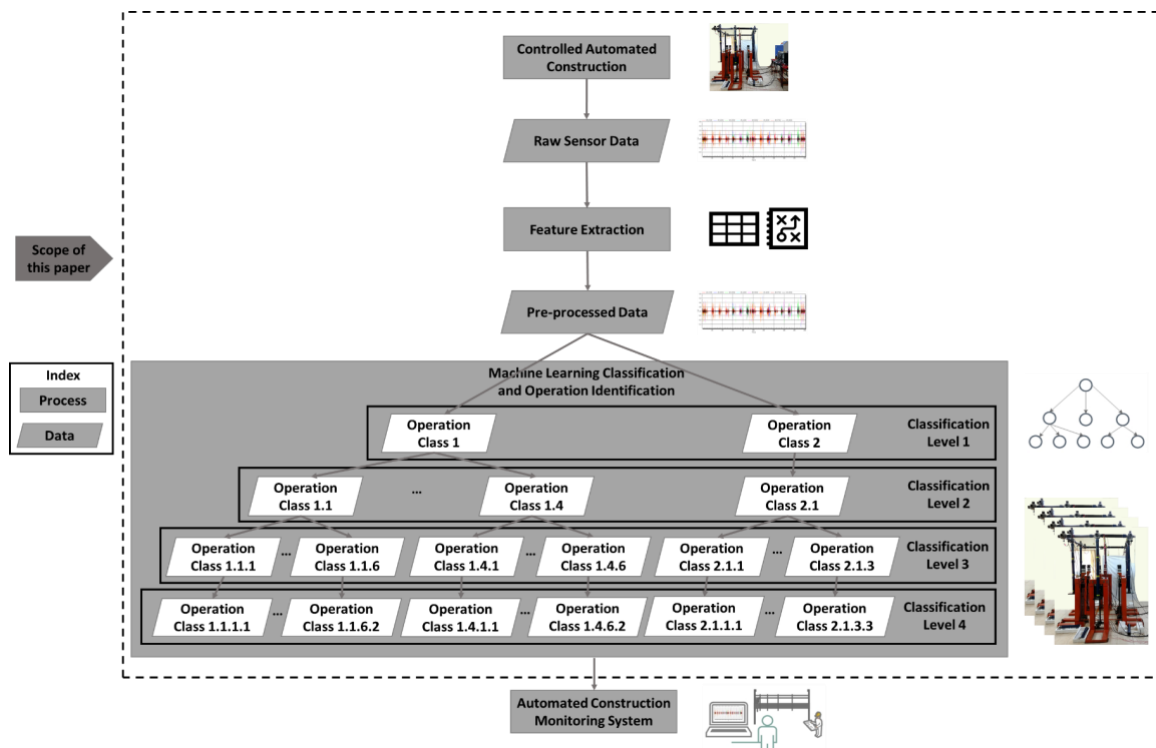 Controlled Automated
Construction
Raw Sensor Data
Feature Extraction
Pre-processed Data
Scope of
this paper
Index
Process
Data
Machine Learning Classification
and Operation Identification
Operation
Class 1
Operation
Class 2
Classification
Level 1
Operation
Class 1.1
...
Operation
Class 1.4
Operation
Class 2.1
Classification
Level 2
Operation
Class 1.1.1
...
Operation
Class 1.1.6
Operation
Class 1.4.1
...
Operation
Class 1.4.6
Operation
Class 2.1.1
...
Operation
Class 2.1.3
Classification
Level 3
Operation
Class 1.1.1.1
...
Operation
Class 1.1.6.2
Operation
Class 1.4.1.1
...
Operation
Class 1.4.6.2
Operation
Class 2.1.1.1
...
Operation
Class 2.1.3.3
Classification
Level 4
Automated Construction
Monitoring System